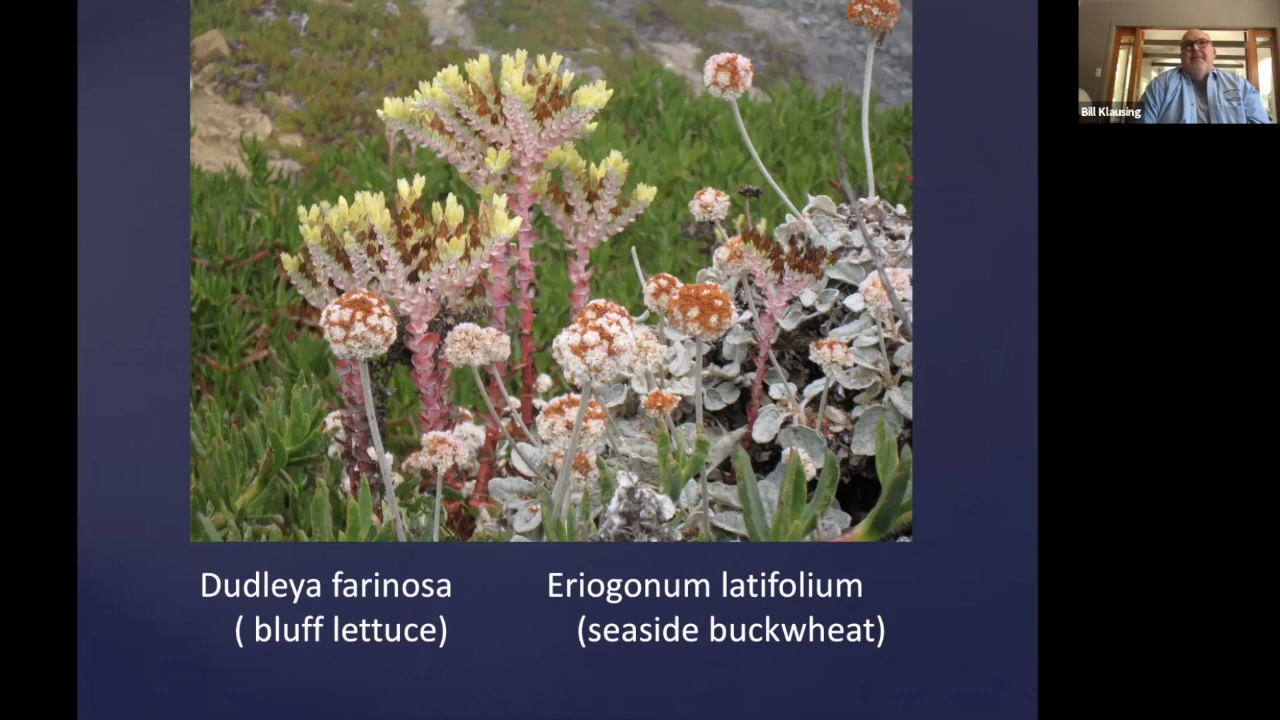 Bill Klausing
Dudleya farinosa
( bluff lettuce)
Eriogonum latifolium
(seaside buckwheat)